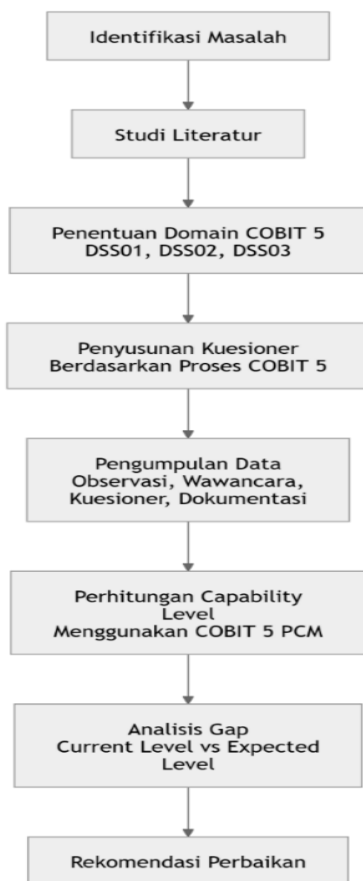 Identifikasi Masalah
Studi Literatur
Penentuan Domain COBIT 5
DSS01, DSS02, DSS03
Penyusunan Kuesioner
Berdasarkan Proses COBIT 5
Pengumpulan Data
Observasi, Wawancara,
Kuesioner, Dokumentasi
Perhitungan Capability
Level
Menggunakan COBIT 5 PCM
Analisis Gap
Current Level vs Expected
Level
Rekomendasi Perbaikan